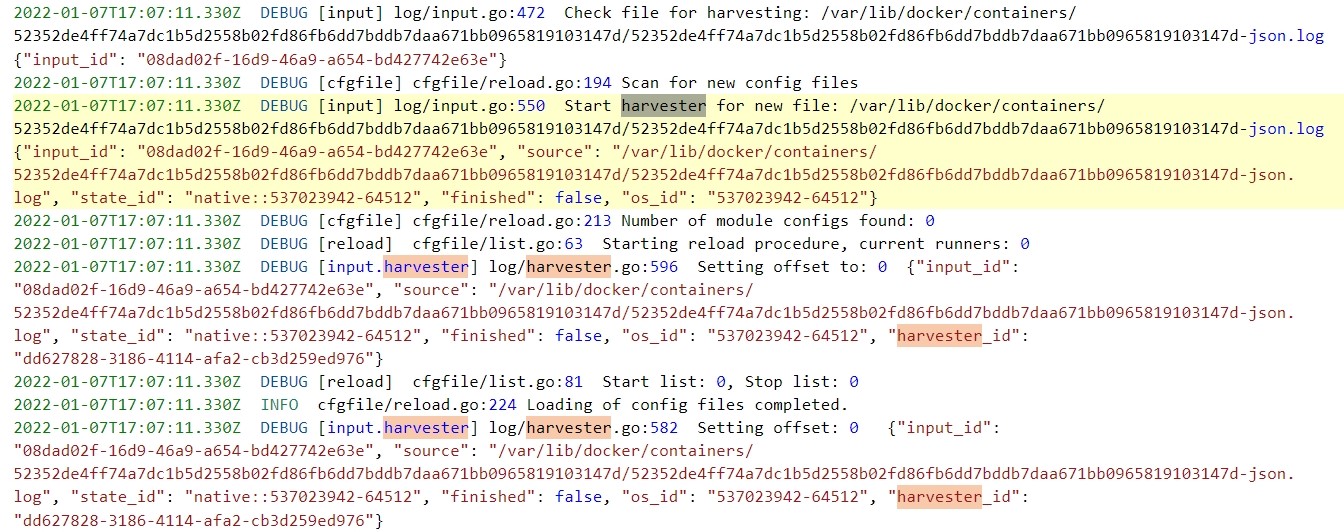 2022-01-07T17:07:11.330Z  DEBUG [input] log/input.go:472  Check file for harvesting: /var/lib/docker/containers/
52352de4ff74a7dc1b5d2558b02fd86fb6dd7bddb7daa671bb0965819103147d/52352de4ff74a7dc1b5d2558b02fd86fb6dd7bddb7daa671bb0965819103147d-json.log
{"input_id": "08dad02f-16d9-46a9-a654-bd427742e63e"}
2022-01-07T17:07:11.330Z  DEBUG [cfgfile] cfgfile/reload.go:194 Scan for new config files
2022-01-07T17:07:11.330Z  DEBUG [input] log/input.go:550  Start harvester for new file: /var/lib/docker/containers/
52352de4ff74a7dc1b5d2558b02fd86fb6dd7bddb7daa671bb0965819103147d/52352de4ff74a7dc1b5d2558b02fd86fb6dd7bddb7daa671bb0965819103147d-json.log
{"input_id": "08dad02f-16d9-46a9-a654-bd427742e63e", "source": "/var/lib/docker/containers/
52352de4ff74a7dc1b5d2558b02fd86fb6dd7bddb7daa671bb0965819103147d/52352de4ff74a7dc1b5d2558b02fd86fb6dd7bddb7daa671bb0965819103147d-json.
log", "state_id": "native::537023942-64512", "finished": false, "os_id": "537023942-64512"}
2022-01-07T17:07:11.330Z  DEBUG [cfgfile] cfgfile/reload.go:213 Number of module configs found: 0
2022-01-07T17:07:11.330Z  DEBUG [reload]  cfgfile/list.go:63  Starting reload procedure, current runners: 0
2022-01-07T17:07:11.330Z  DEBUG [input.harvester] log/harvester.go:596  Setting offset to: 0  {"input_id":
"08dad02f-16d9-46a9-a654-bd427742e63e", "source": "/var/lib/docker/containers/
52352de4ff74a7dc1b5d2558b02fd86fb6dd7bddb7daa671bb0965819103147d/52352de4ff74a7dc1b5d2558b02fd86fb6dd7bddb7daa671bb0965819103147d-json.
log", "state_id": "native::537023942-64512", "finished": false, "os_id": "537023942-64512", "harvester_id":
"dd627828-3186-4114-afa2-cb3d259ed976"}
2022-01-07T17:07:11.330Z  DEBUG [reload]  cfgfile/list.go:81  Start list: 0, Stop list: 0
2022-01-07T17:07:11.330Z  INFO  cfgfile/reload.go:224 Loading of config files completed.
2022-01-07T17:07:11.330Z  DEBUG [input.harvester] log/harvester.go:582  Setting offset: 0   {"input_id":
"08dad02f-16d9-46a9-a654-bd427742e63e", "source": "/var/lib/docker/containers/
52352de4ff74a7dc1b5d2558b02fd86fb6dd7bddb7daa671bb0965819103147d/52352de4ff74a7dc1b5d2558b02fd86fb6dd7bddb7daa671bb0965819103147d-json.
log", "state_id": "native::537023942-64512", "finished": false, "os_id": "537023942-64512", "harvester_id":
"dd627828-3186-4114-afa2-cb3d259ed976"}